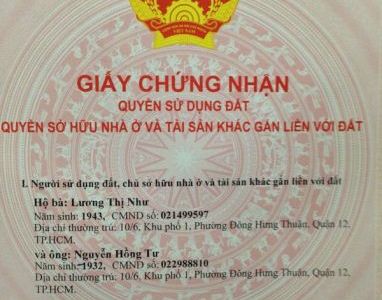 GIẤY CHỨNG NHẬN
QUYỀN SỬ DỤNG ĐẤT
QUYỀN SỞ HỮU NHÀ Ở VÀ TÀI SẢN KHÁC GẮN LIỀN VỚI ĐẤT
I. Người sử dụng đất, chủ sở hữu nhà ở và tài sản khác gắn liền với đất
Hộ bà: Lương Thị Như
Năm sinh: 1943, CMND số: 021499597
Địa chỉ thường trú: 10/6, Khu phố 1, Phường Đông Hưng Thuận, Quận 12,
TP.HCM.
và ông: Nguyễn Hồng Tư
Năm sinh: 1932, CMND số: 022988810
Địa chỉ thường trú: 10/6, Khu phố 1, Phường Đông Hưng Thuận, Quận 12,
TP.HCM.